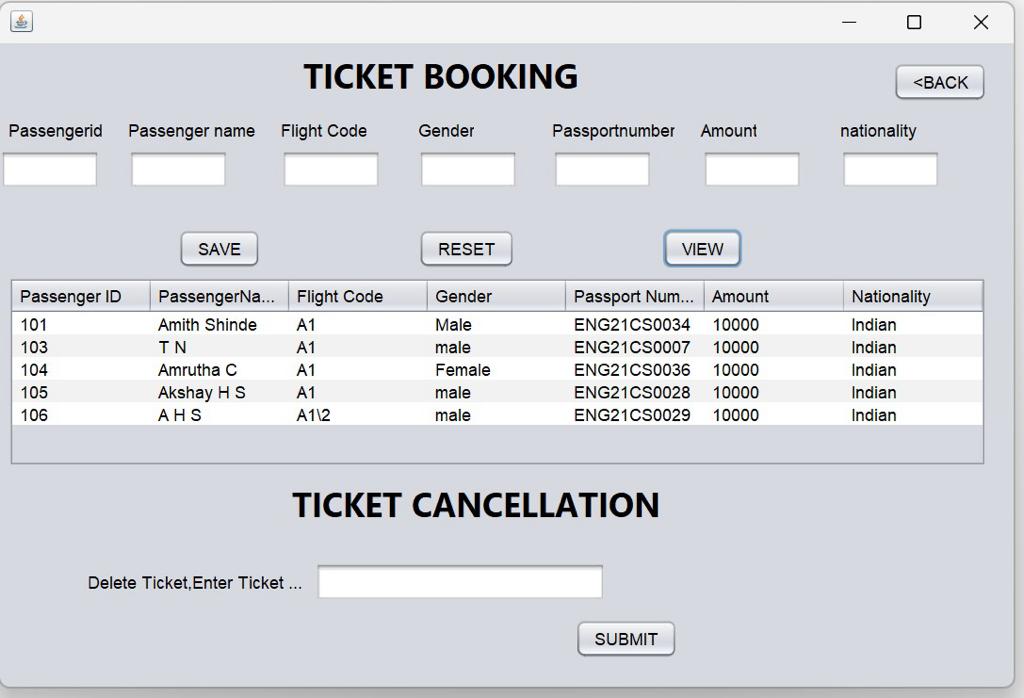 TICKET BOOKING
<BACK
Passengerid Passenger name Flight Code Gender Passportnumber Amount nationality
SAVE RESET VIEW
Passenger ID PassengerNa... Flight Code Gender Passport Num... Amount Nationality
101 Amith Shinde A1 Male ENG21CS0034 10000 Indian
103 T N A1 male ENG21CS0007 10000 Indian
104 Amrutha C A1 Female ENG21CS0036 10000 Indian
105 Akshay H S A1 male ENG21CS0028 10000 Indian
106 A H S A1\2 male ENG21CS0029 10000 Indian
TICKET CANCELLATION
Delete Ticket,Enter Ticket ...
SUBMIT